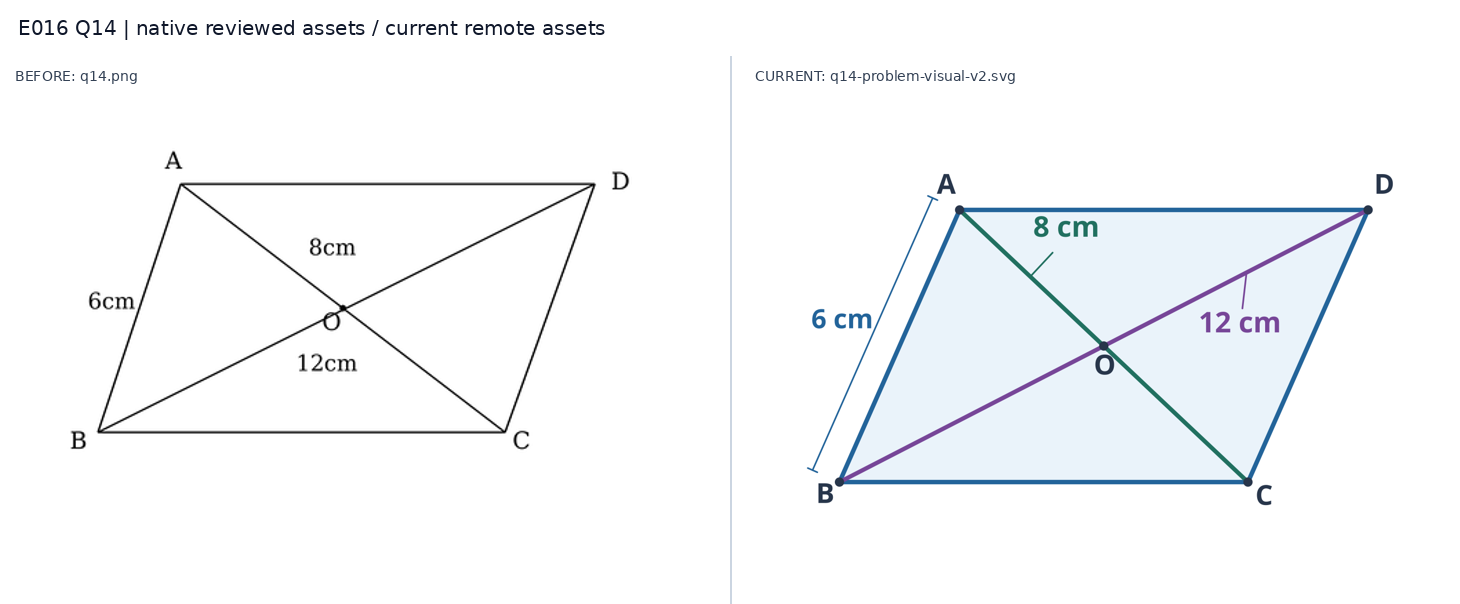 E016 Q14 | native reviewed assets / current remote assets
BEFORE: q14.png
A
D
8cm
6cm
O
12cm
B
C
CURRENT: q14-problem-visual-v2.svg
A
D
8 cm
6 cm
12 cm
O
B
C